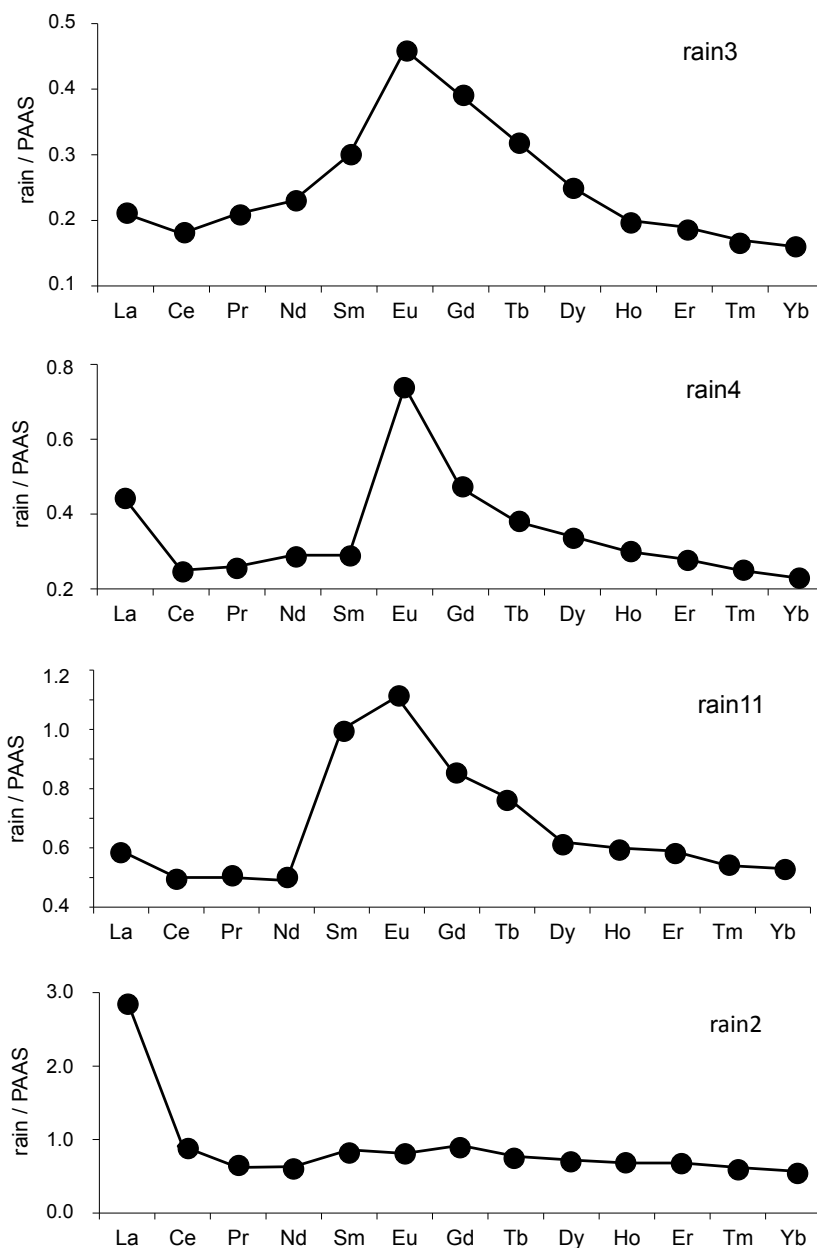 rain3
rain / PAAS
0.5
0.4
0.3
0.2
0.1
La Ce Pr Nd Sm Eu Gd Tb Dy Ho Er Tm Yb
rain4
rain / PAAS
0.8
0.6
0.4
0.2
La Ce Pr Nd Sm Eu Gd Tb Dy Ho Er Tm Yb
rain11
rain / PAAS
1.2
1.0
0.8
0.6
0.4
La Ce Pr Nd Sm Eu Gd Tb Dy Ho Er Tm Yb
rain2
rain / PAAS
3.0
2.0
1.0
0.0
La Ce Pr Nd Sm Eu Gd Tb Dy Ho Er Tm Yb